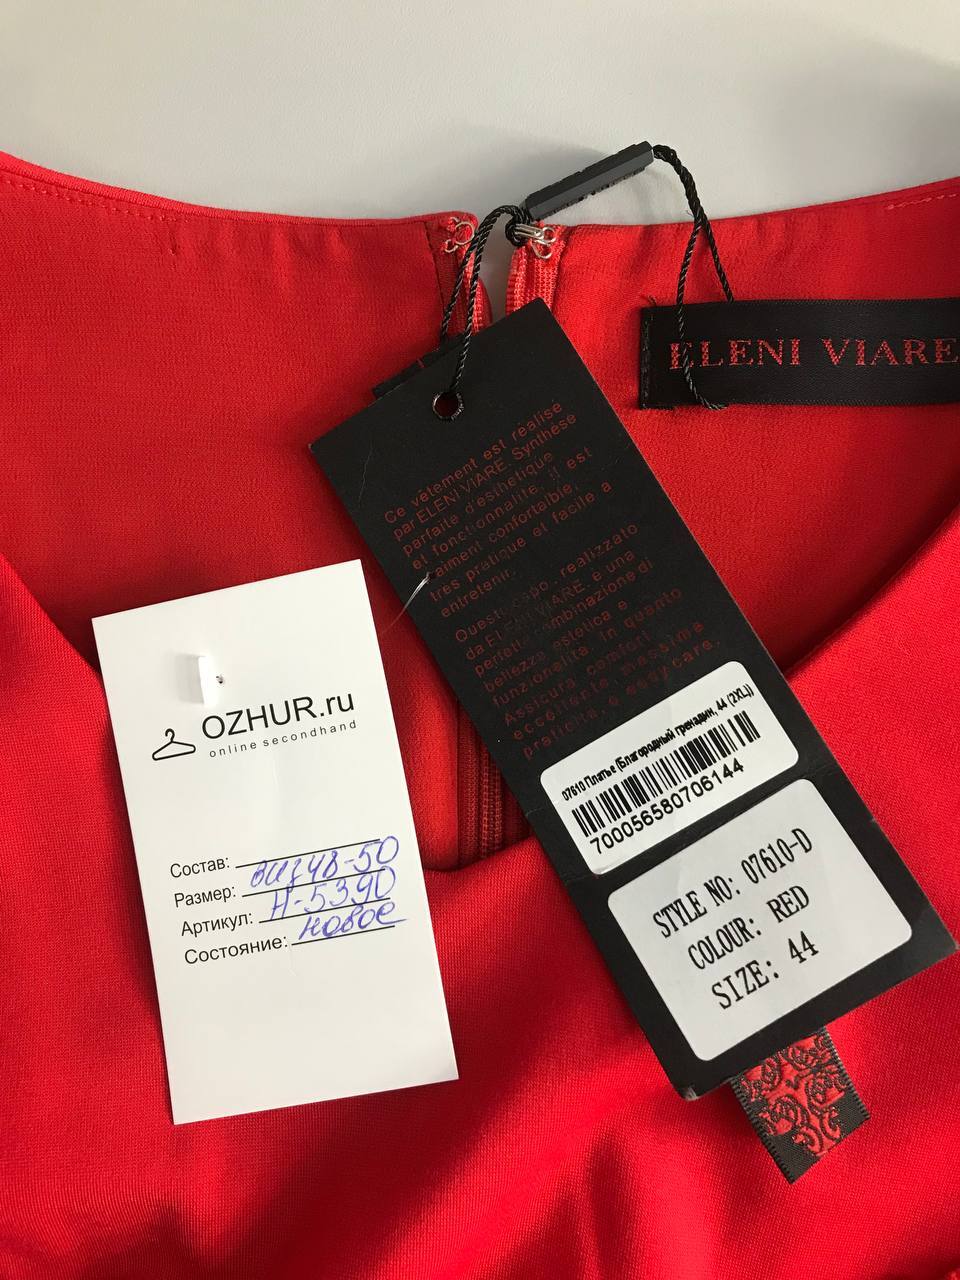 ELENI VIARE
Ce vêtement est réalisé
par ELENI VIARE. Synthèse
parfaite d'esthétique
et fonctionnalité, il est
vraiment confortable,
très pratique et facile à
entretenir.
Questo capo, realizzato
da ELENI VIARE è una
perfetta combinazione di
bellezza estetica e
funzionalità. In quanto
Assicura comfort
eccellente, massima
praticità, e easy care.
07610 Платье (Благородный гренадин, 44 (2XL))
7000565807061 44
STYLE NO: 07610-D
COLOUR: RED
SIZE: 44
OZHUR.ru
online secondhand
Состав:
Размер: виз48-50
Артикул: Н-5390
Состояние: новое